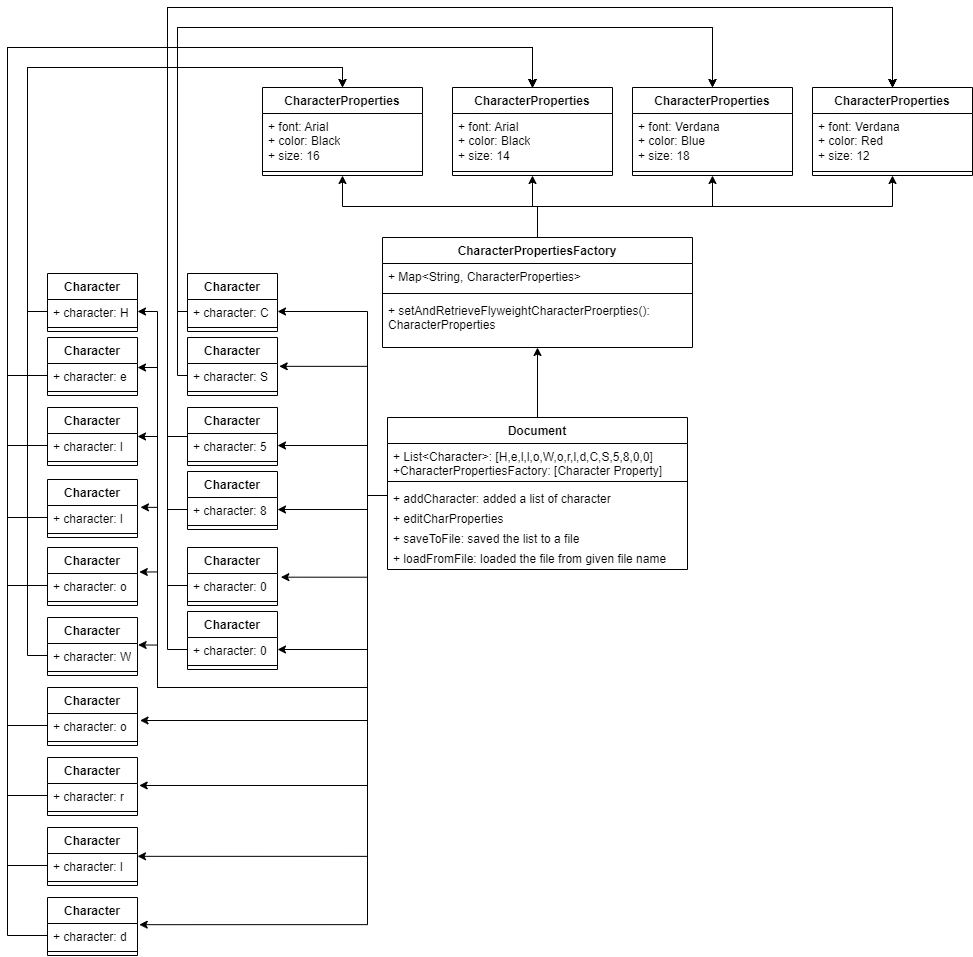 CharacterProperties
+ font: Arial
+ color: Black
+ size: 16
CharacterProperties
+ font: Arial
+ color: Black
+ size: 14
CharacterProperties
+ font: Verdana
+ color: Blue
+ size: 18
CharacterProperties
+ font: Verdana
+ color: Red
+ size: 12
CharacterPropertiesFactory
+ Map<String, CharacterProperties>
+ setAndRetrieveFlyweightCharacterProerpties():
CharacterProperties
Document
+ List<Character>: [H,e,l,l,o,W,o,r,l,d,C,S,5,8,0,0]
+CharacterPropertiesFactory: [Character Property]
+ addCharacter: added a list of character
+ editCharProperties
+ saveToFile: saved the list to a file
+ loadFromFile: loaded the file from given file name
Character
+ character: H
Character
+ character: e
Character
+ character: l
Character
+ character: l
Character
+ character: o
Character
+ character: W
Character
+ character: o
Character
+ character: r
Character
+ character: l
Character
+ character: d
Character
+ character: C
Character
+ character: S
Character
+ character: 5
Character
+ character: 8
Character
+ character: 0
Character
+ character: 0